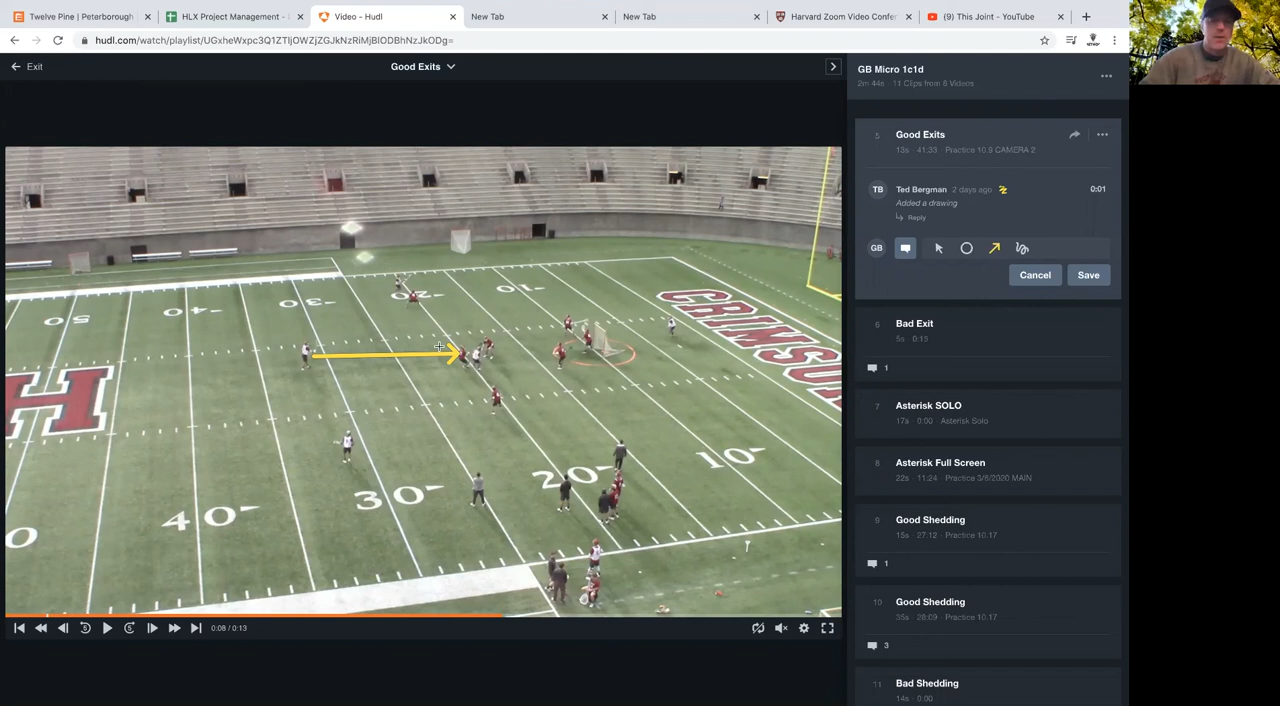 Twelve Pine | Peterborough
HLX Project Management -
Video - Hudl
New Tab
New Tab
Harvard Zoom Video Confer
(9) This Joint - YouTube
hudl.com/watch/playlist/UGxheWxpc3Q1ZTljOWZjZGJkNzRiMjBlODBhNzJkODg=
Exit
Good Exits
GB Micro 1c1d
2m 44s · 11 Clips from 8 Videos
5 Good Exits
13s · 41:33 · Practice 10.9 CAMERA 2
TB Ted Bergman 2 days ago 0:01
Added a drawing
Reply
GB
Cancel Save
6 Bad Exit
5s · 0:15
1
7 Asterisk SOLO
17s · 0:00 · Asterisk Solo
8 Asterisk Full Screen
22s · 11:24 · Practice 3/6/2020 MAIN
9 Good Shedding
15s · 27:12 · Practice 10.17
1
10 Good Shedding
35s · 28:09 · Practice 10.17
3
11 Bad Shedding
14s · 0:00
50 -40 -30 -20 -10
CRIMSON
H
0 40 30 20 10
5 5 0:08 / 0:13